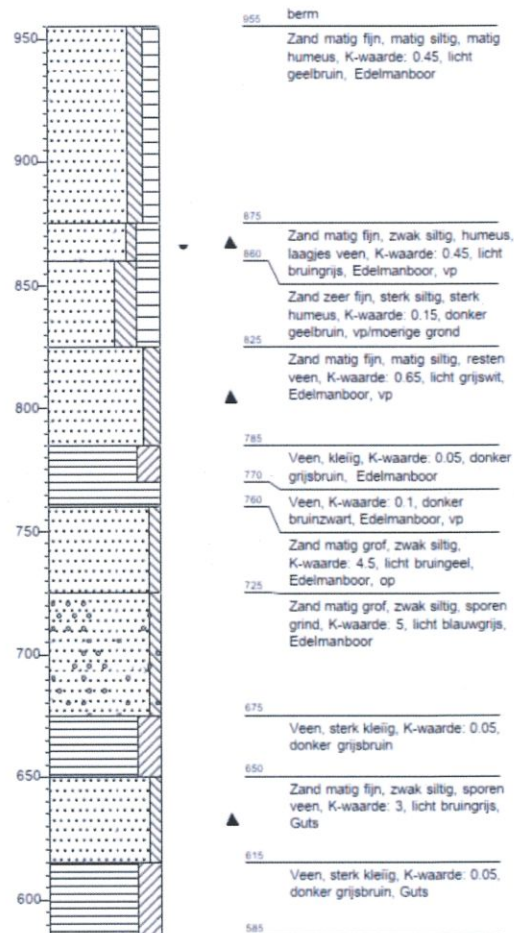 berm
955
Zand matig fijn, matig siltig, matig
humeus, K-waarde: 0.45, licht
geelbruin, Edelmanboor
950
900
875
Zand matig fijn, zwak siltig, humeus,
laagjes veen, K-waarde: 0.45, licht
bruingrijs, Edelmanboor, vp
860
850
Zand zeer fijn, sterk siltig, sterk
humeus, K-waarde: 0.15, donker
geelbruin, vp/moerige grond
825
Zand matig fijn, matig siltig, resten
veen, K-waarde: 0.65, licht grijswit,
Edelmanboor, vp
800
785
Veen, kleiig, K-waarde: 0.05, donker
grijsbruin, Edelmanboor
770
Veen, K-waarde: 0.1, donker
bruinzwart, Edelmanboor, vp
760
750
Zand matig grof, zwak siltig,
K-waarde: 4.5, licht bruingeel,
Edelmanboor, op
725
Zand matig grof, zwak siltig, sporen
grind, K-waarde: 5, licht blauwgrijs,
Edelmanboor
700
675
Veen, sterk kleiig, K-waarde: 0.05,
donker grijsbruin
650
650
Zand matig fijn, zwak siltig, sporen
veen, K-waarde: 3, licht bruingrijs,
Guts
615
Veen, sterk kleiig, K-waarde: 0.05,
donker grijsbruin, Guts
600
585